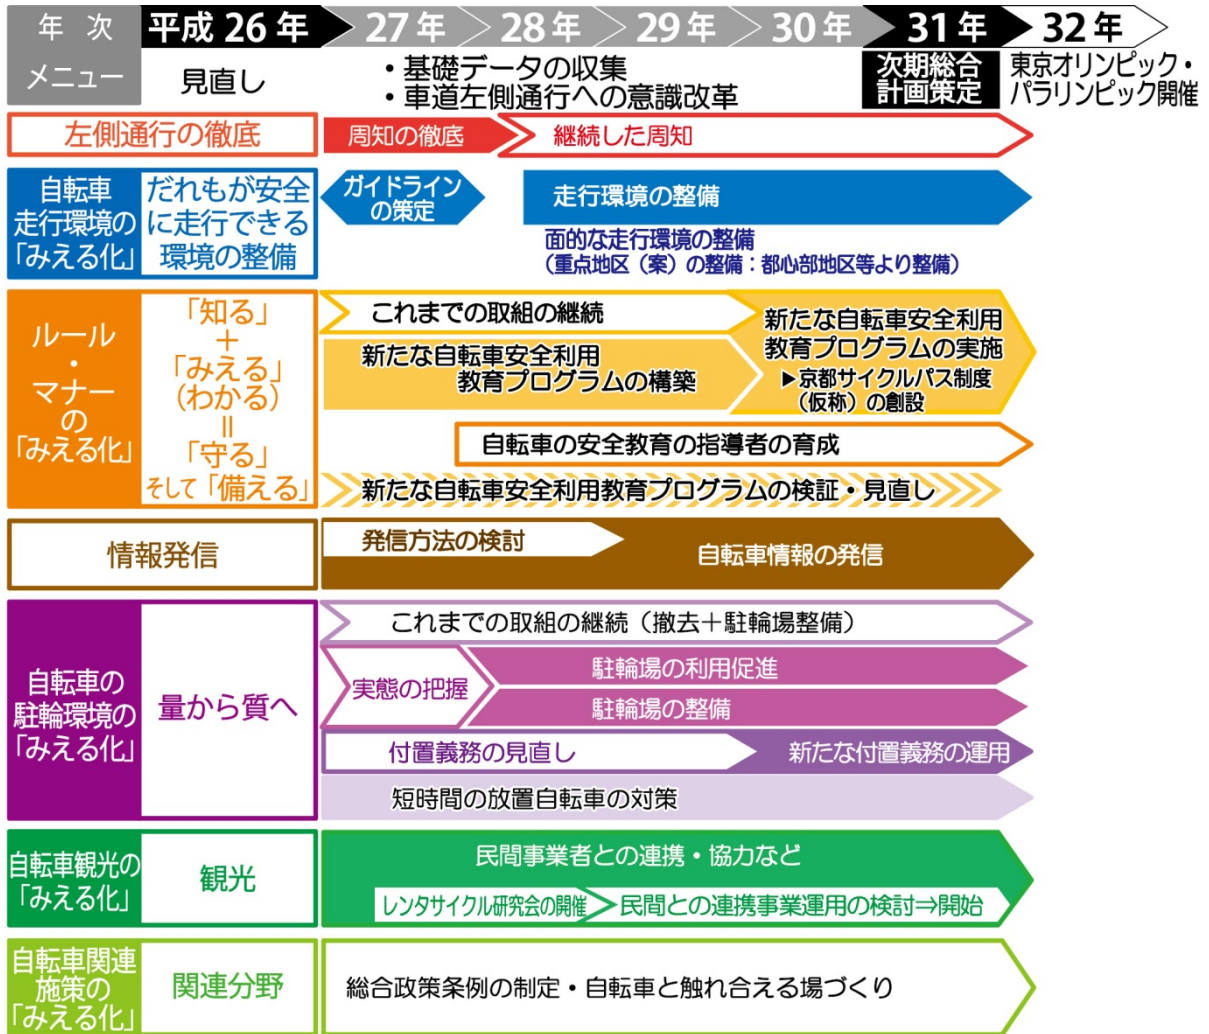 年 次
平成 26 年
27 年
28 年
29 年
30 年
31 年
32 年
メニュー
見直し
・基礎データの収集
・車道左側通行への意識改革
次期総合
計画策定
東京オリンピック・
パラリンピック開催
左側通行の徹底
周知の徹底
継続した周知
自転車
走行環境の
「みえる化」
だれもが安全
に走行できる
環境の整備
ガイドライン
の策定
走行環境の整備
面的な走行環境の整備
(重点地区(案)の整備:都心部地区等より整備)
ルール
・
マナー
の
「みえる化」
「知る」
+
「みえる」
(わかる)
॥
「守る」
そして「備える」
これまでの取組の継続
新たな自転車安全利用
教育プログラムの構築
新たな自転車安全利用
教育プログラムの実施
▶京都サイクルパス制度
(仮称)の創設
自転車の安全教育の指導者の育成
新たな自転車安全利用教育プログラムの検証・見直し
情報発信
発信方法の検討
自転車情報の発信
自転車の
駐輪環境の
「みえる化」
量から質へ
これまでの取組の継続(撤去+駐輪場整備)
実態の把握
駐輪場の利用促進
駐輪場の整備
付置義務の見直し
新たな付置義務の運用
短時間の放置自転車の対策
自転車観光の
「みえる化」
観光
民間事業者との連携・協力など
レンタサイクル研究会の開催
民間との連携事業運用の検討⇒開始
自転車関連
施策の
「みえる化」
関連分野
総合政策条例の制定・自転車と触れ合える場づくり